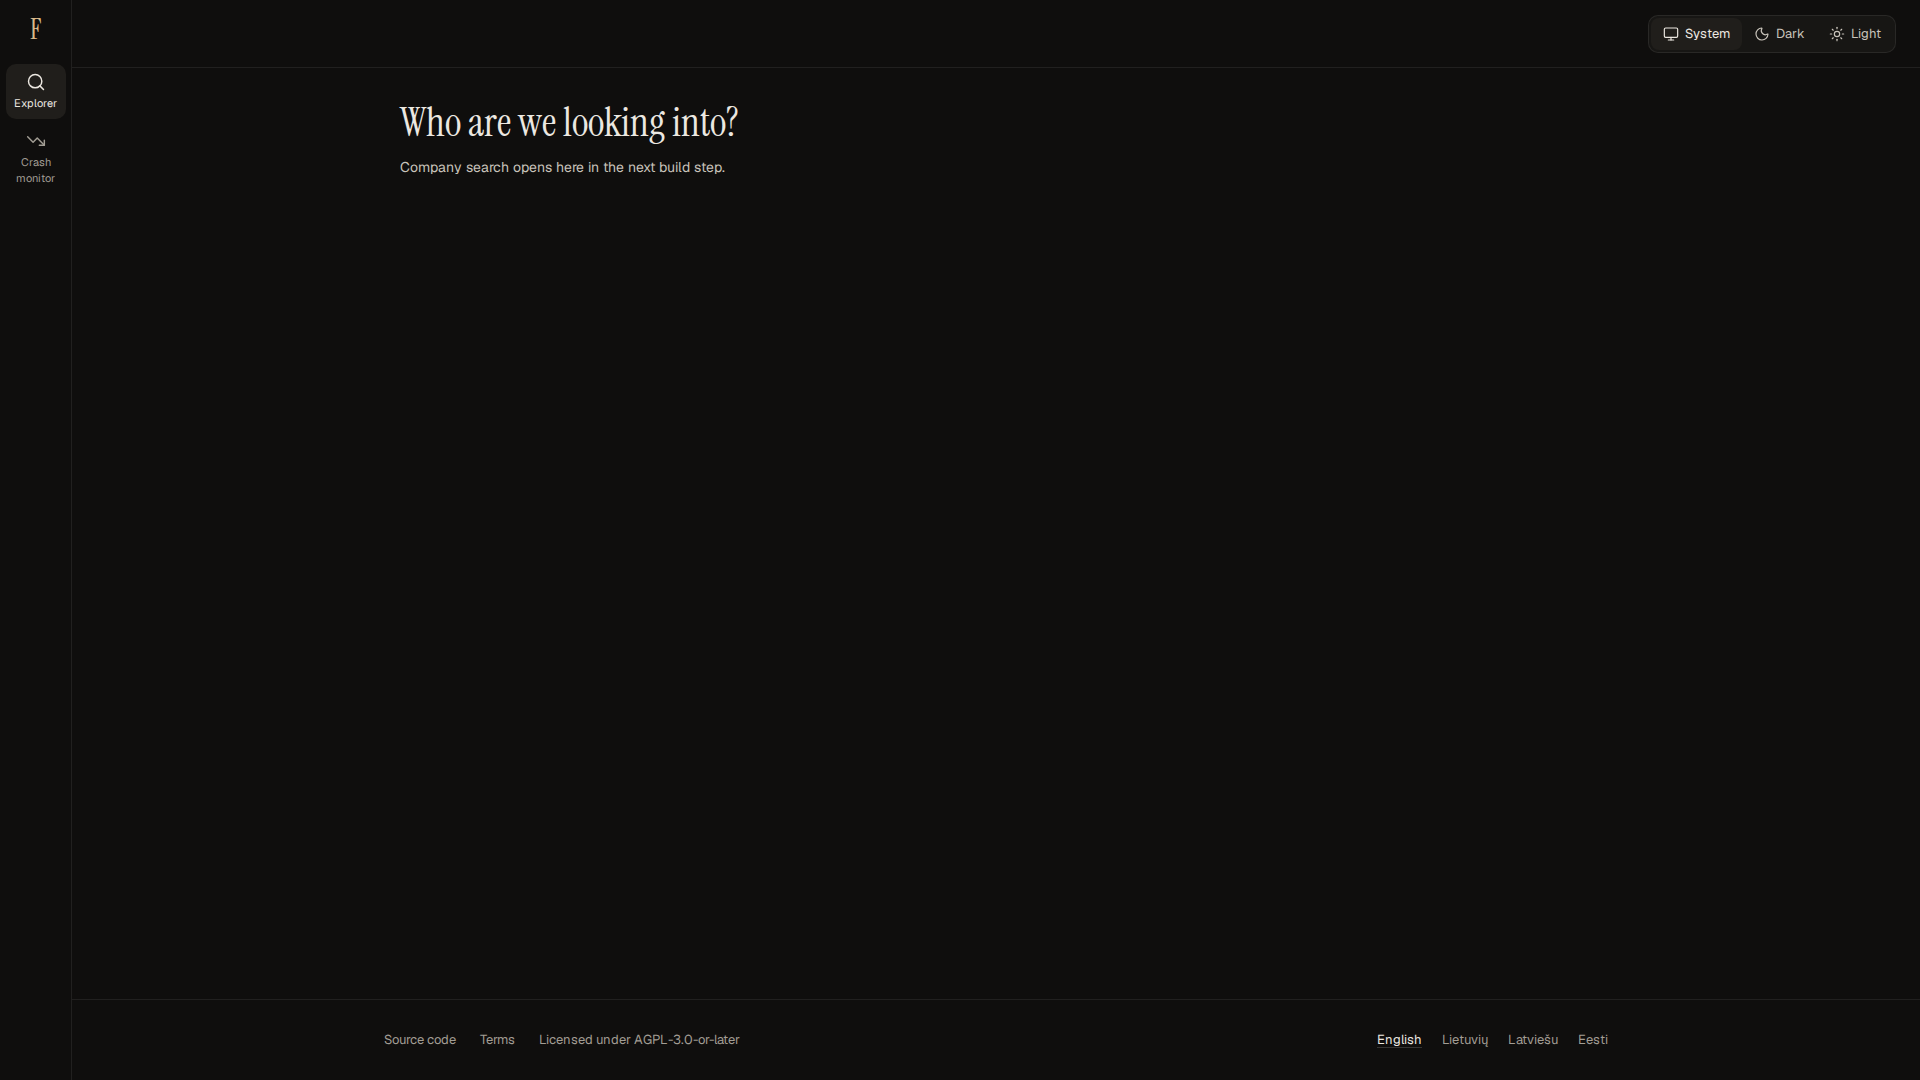 F
System
Dark
Light
Explorer
Crash
monitor
Who are we looking into?
Company search opens here in the next build step.
Source code
Terms
Licensed under AGPL-3.0-or-later
English
Lietuvių
Latviešu
Eesti